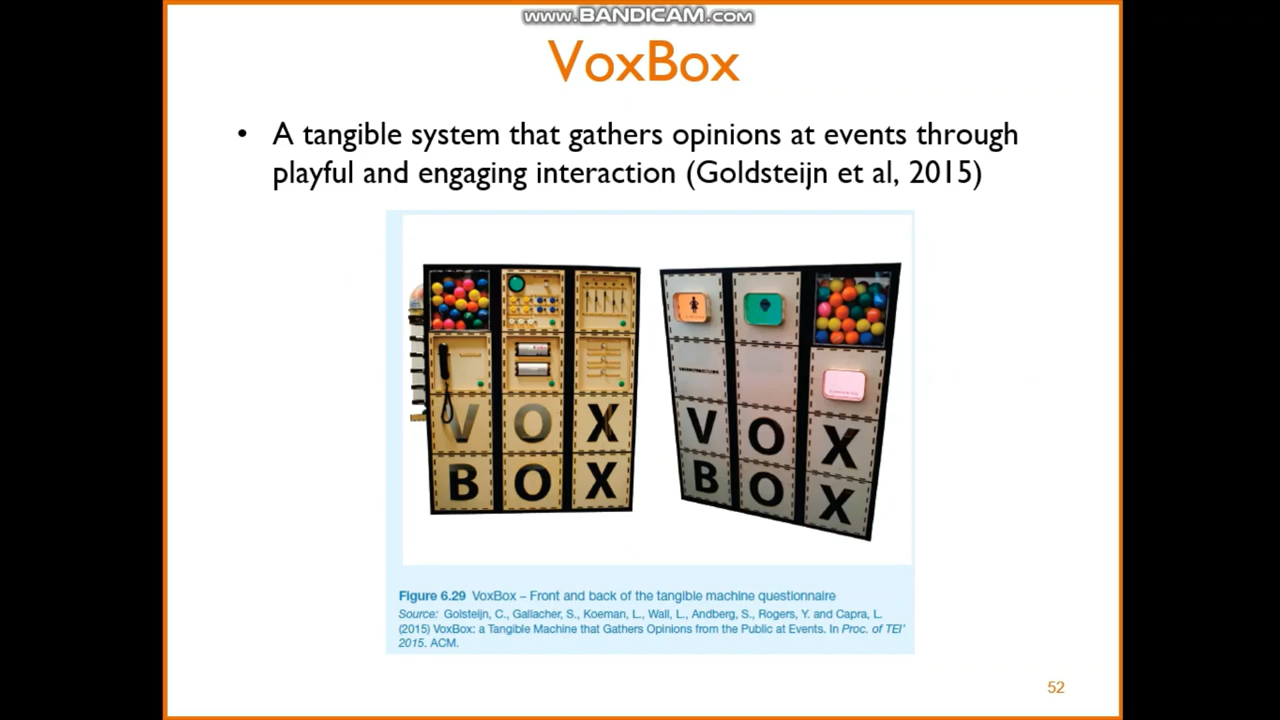 www.BANDICAM.com
VoxBox
• A tangible system that gathers opinions at events through
playful and engaging interaction (Goldsteijn et al, 2015)
VOX
BOX
VOX
BOX
Figure 6.29 VoxBox – Front and back of the tangible machine questionnaire
Source: Golsteijn, C., Gallacher, S., Koeman, L., Wall, L., Andberg, S., Rogers, Y. and Capra, L.
(2015) VoxBox: a Tangible Machine that Gathers Opinions from the Public at Events. In Proc. of TEI'
2015. ACM.
52